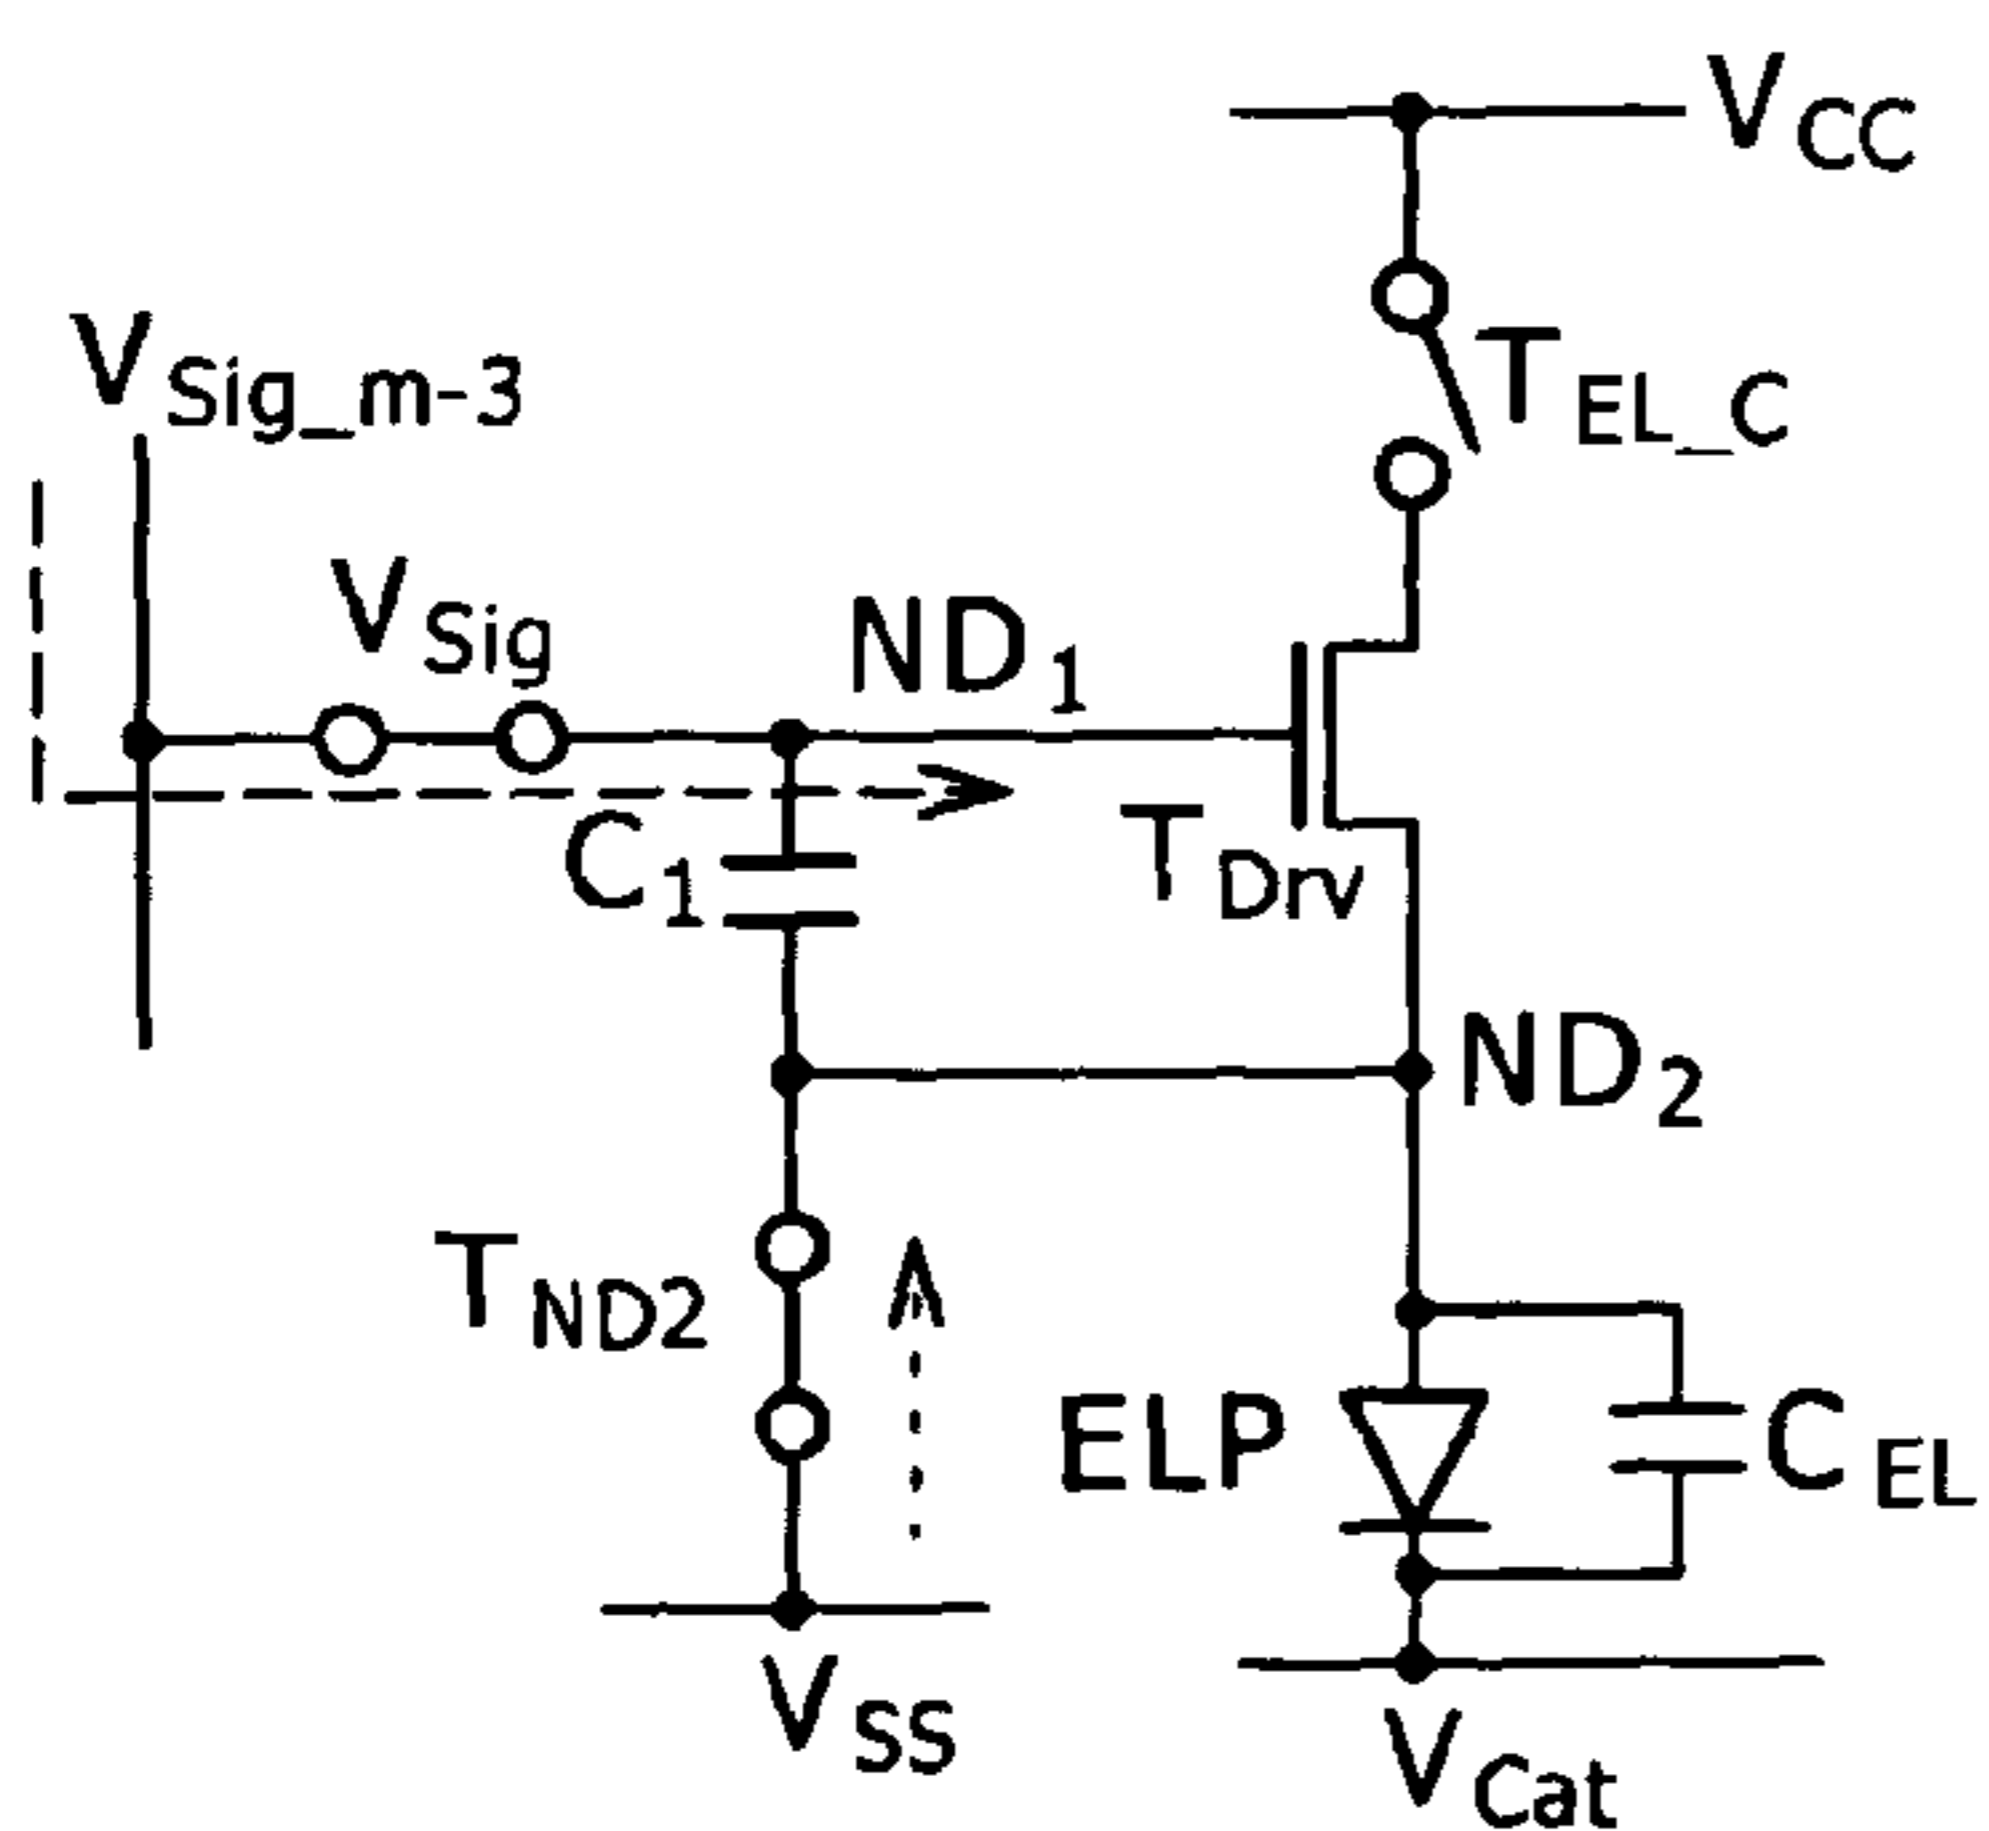 V_CC
T_EL_C
V_Sig_m-3
V_Sig
ND_1
C_1
T_Drv
ND_2
T_ND2
ELP
C_EL
V_SS
V_Cat